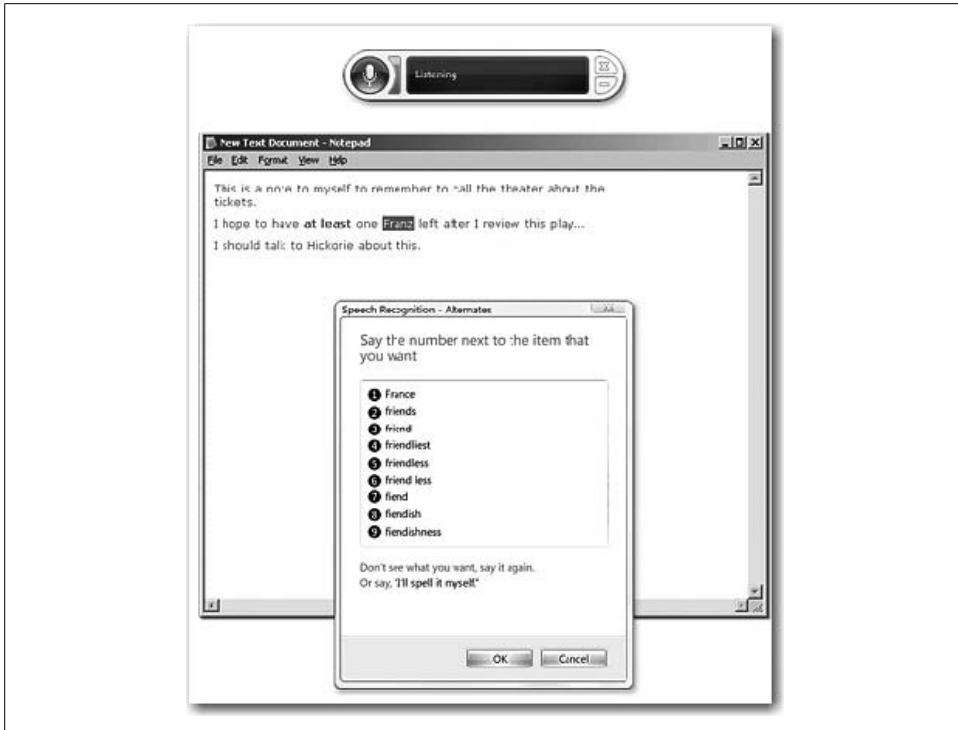 Listening
New Text Document - Notepad
File Edit Format View Help
This is a note to myself to remember to call the theater about the
tickets.
I hope to have at least one Franz left after I review this play...
I should talk to Hickorie about this.
Speech Recognition - Alternates
Say the number next to the item that
you want
1 France
2 friends
3 friend
4 friendliest
5 friendless
6 friend less
7 fiend
8 fiendish
9 fiendishness
Don't see what you want, say it again.
Or say, "I'll spell it myself."
OK Cancel